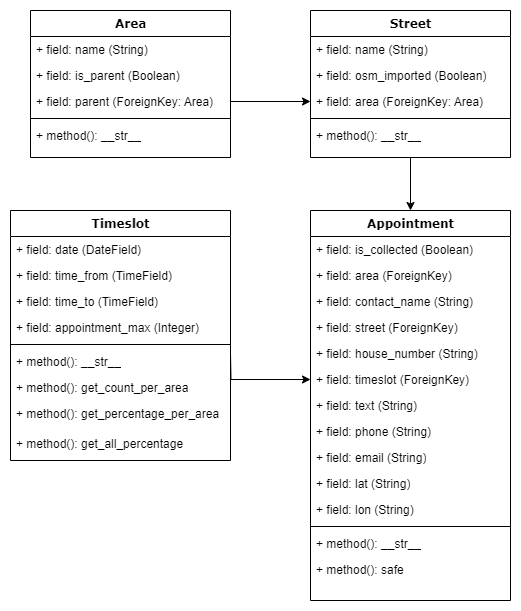 Area
+ field: name (String)
+ field: is_parent (Boolean)
+ field: parent (ForeignKey: Area)
+ method(): __str__
Street
+ field: name (String)
+ field: osm_imported (Boolean)
+ field: area (ForeignKey: Area)
+ method(): __str__
Timeslot
+ field: date (DateField)
+ field: time_from (TimeField)
+ field: time_to (TimeField)
+ field: appointment_max (Integer)
+ method(): __str__
+ method(): get_count_per_area
+ method(): get_percentage_per_area
+ method(): get_all_percentage
Appointment
+ field: is_collected (Boolean)
+ field: area (ForeignKey)
+ field: contact_name (String)
+ field: street (ForeignKey)
+ field: house_number (String)
+ field: timeslot (ForeignKey)
+ field: text (String)
+ field: phone (String)
+ field: email (String)
+ field: lat (String)
+ field: lon (String)
+ method(): __str__
+ method(): safe